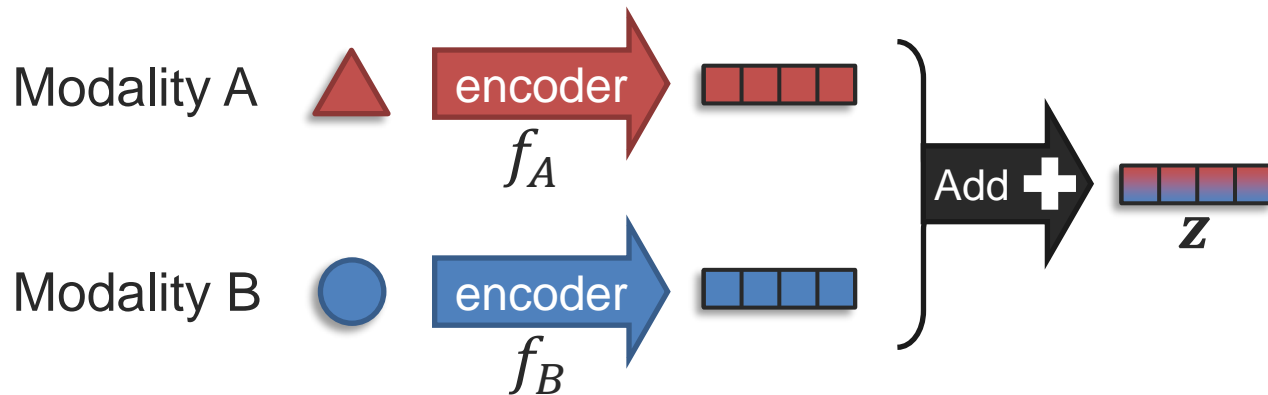 Modality A
encoder
f_A
Add +
z
Modality B
encoder
f_B